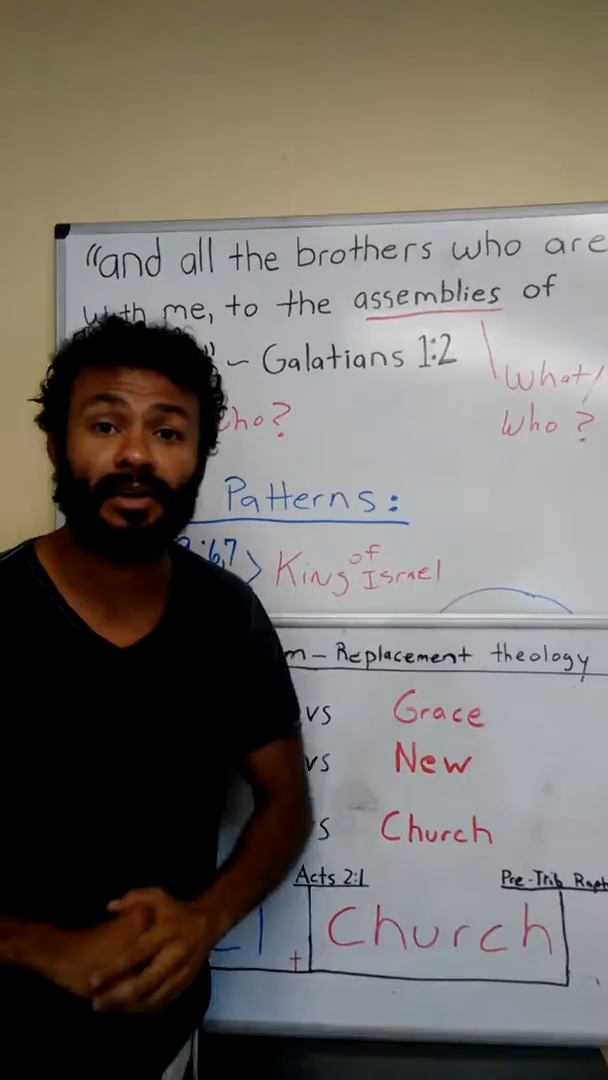 “and all the brothers who are
with me, to the assemblies of
” ~ Galatians 1:2
What/
Who?
Who ?
Patterns:
:6,7 > King of Israel
m - Replacement theology
vs Grace
vs New
s Church
Acts 2:1
Pre-Trib Rapt
+ Church